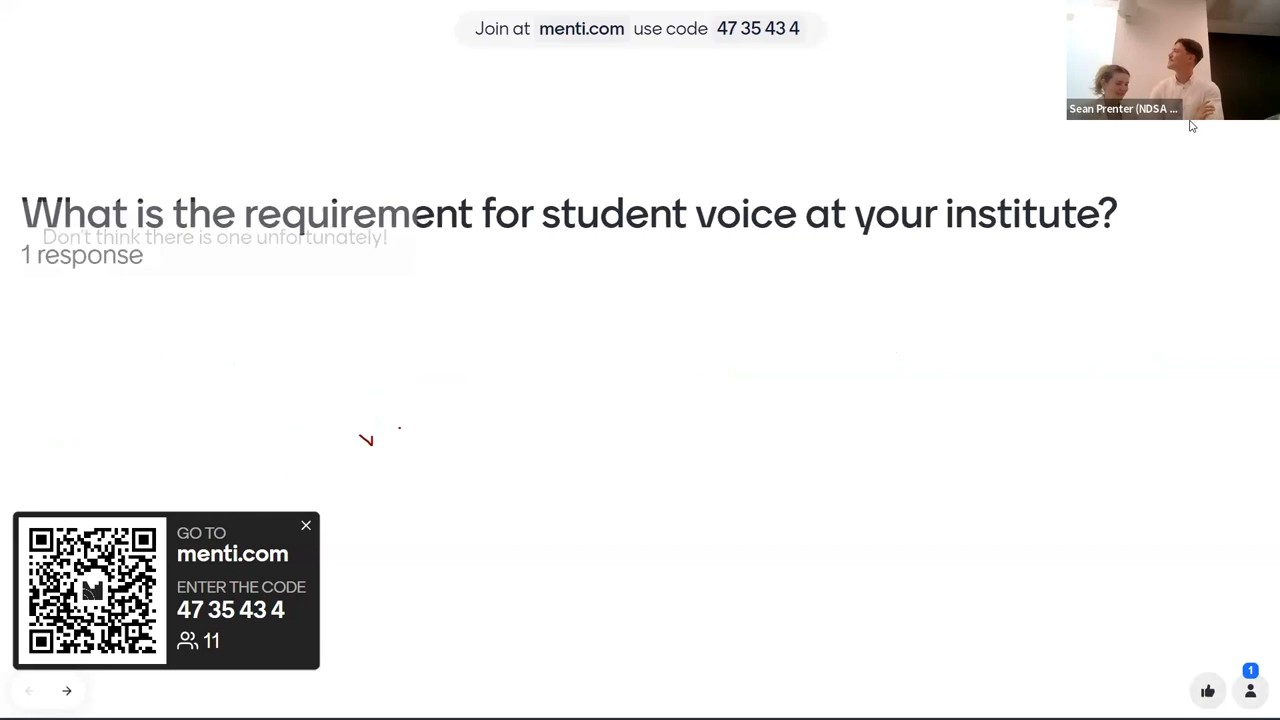 Join at menti.com use code 47 35 43 4
Sean Prenter (NDSA ...
What is the requirement for student voice at your institute?
Don't think there is one unfortunately!
1 response
GO TO
menti.com
ENTER THE CODE
47 35 43 4
11
1